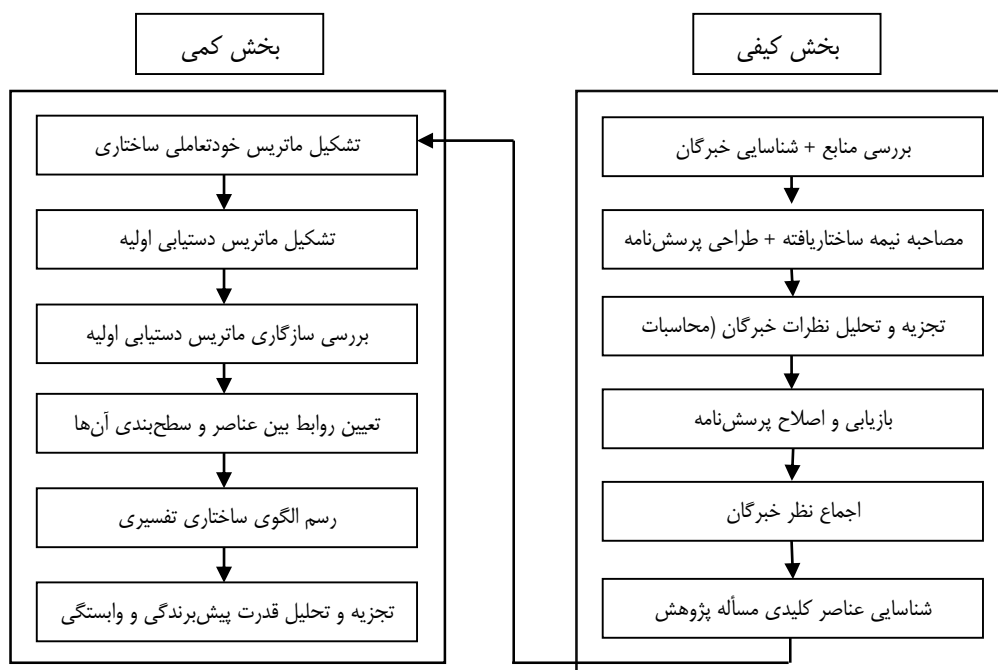 بخش کیفی
بررسی منابع + شناسایی خبرگان
مصاحبه نیمه ساختاریافته + طراحی پرسش‌نامه
تجزیه و تحلیل نظرات خبرگان (محاسبات
بازیابی و اصلاح پرسش‌نامه
اجماع نظر خبرگان
شناسایی عناصر کلیدی مسأله پژوهش
بخش کمی
تشکیل ماتریس خودتعاملی ساختاری
تشکیل ماتریس دستیابی اولیه
بررسی سازگاری ماتریس دستیابی اولیه
تعیین روابط بین عناصر و سطح‌بندی آن‌ها
رسم الگوی ساختاری تفسیری
تجزیه و تحلیل قدرت پیش‌برندگی و وابستگی